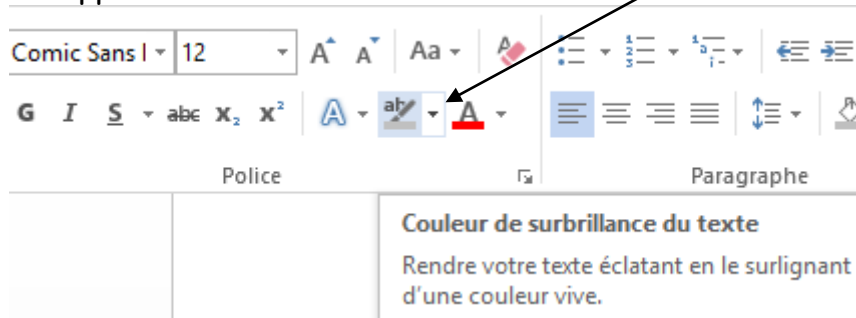 Comic Sans l 12 A A Aa
G I S abc X₂ X² A ab A
Police Paragraphe
Couleur de surbrillance du texte
Rendre votre texte éclatant en le surlignant
d'une couleur vive.